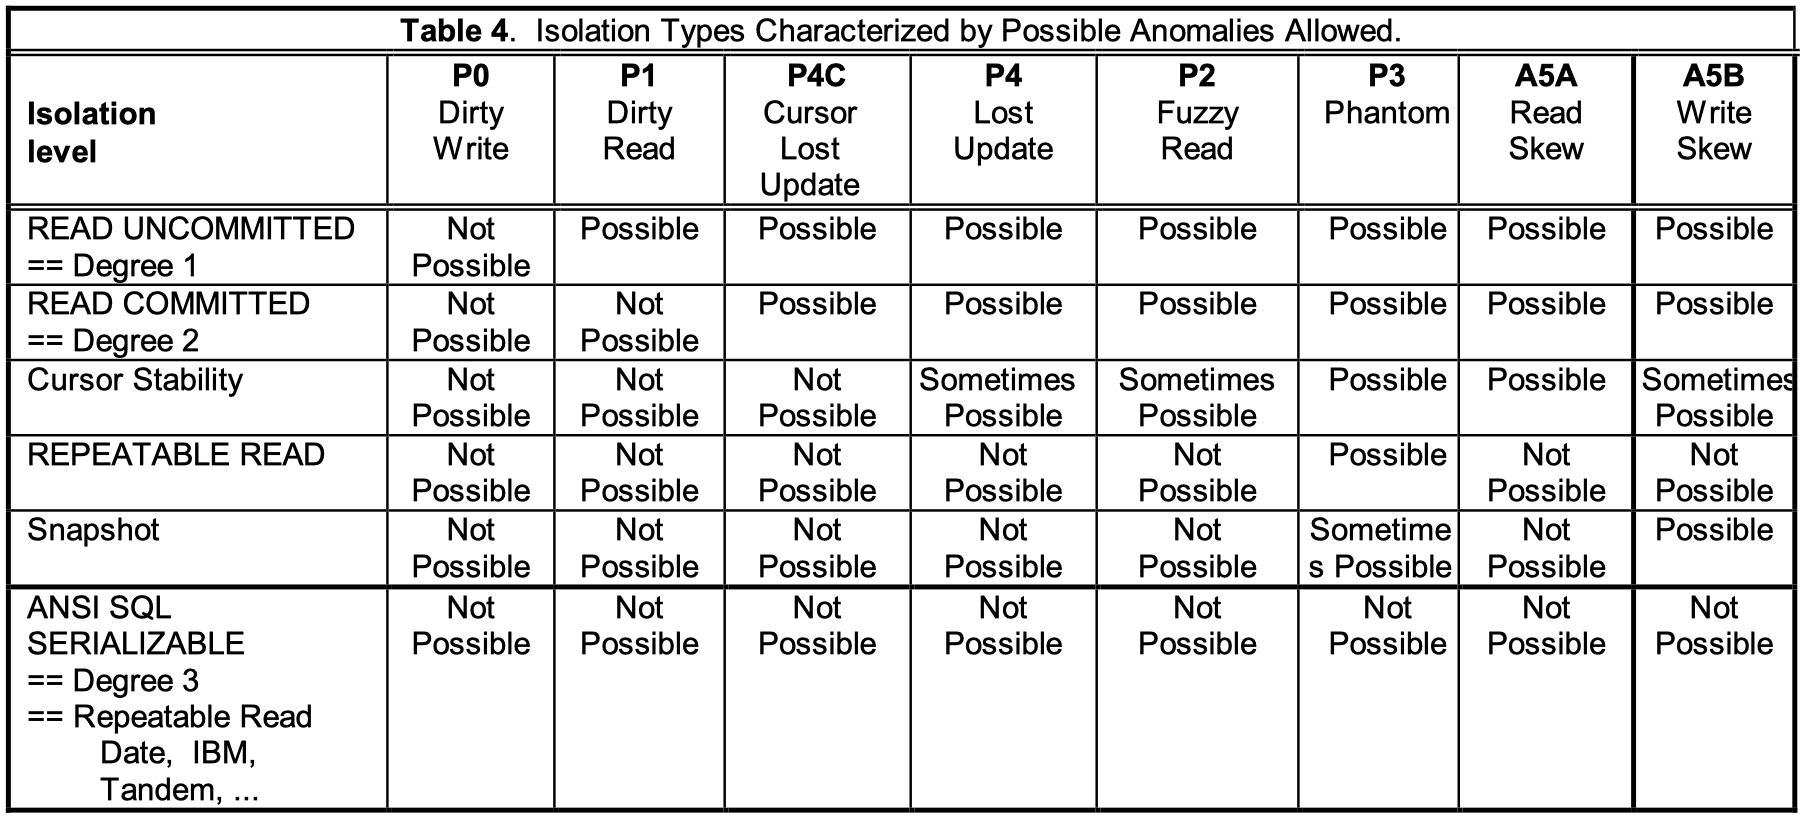 Table 4. Isolation Types Characterized by Possible Anomalies Allowed.
Isolation
level
P0
Dirty
Write
P1
Dirty
Read
P4C
Cursor
Lost
Update
P4
Lost
Update
P2
Fuzzy
Read
P3
Phantom
A5A
Read
Skew
A5B
Write
Skew
READ UNCOMMITTED
== Degree 1
Not
Possible
Possible
Possible
Possible
Possible
Possible
Possible
Possible
READ COMMITTED
== Degree 2
Not
Possible
Not
Possible
Possible
Possible
Possible
Possible
Possible
Possible
Cursor Stability
Not
Possible
Not
Possible
Not
Possible
Sometimes
Possible
Sometimes
Possible
Possible
Possible
Sometimes
Possible
REPEATABLE READ
Not
Possible
Not
Possible
Not
Possible
Not
Possible
Not
Possible
Possible
Not
Possible
Not
Possible
Snapshot
Not
Possible
Not
Possible
Not
Possible
Not
Possible
Not
Possible
Sometime
s Possible
Not
Possible
Possible
ANSI SQL
SERIALIZABLE
== Degree 3
== Repeatable Read
Date, IBM,
Tandem, ...
Not
Possible
Not
Possible
Not
Possible
Not
Possible
Not
Possible
Not
Possible
Not
Possible
Not
Possible